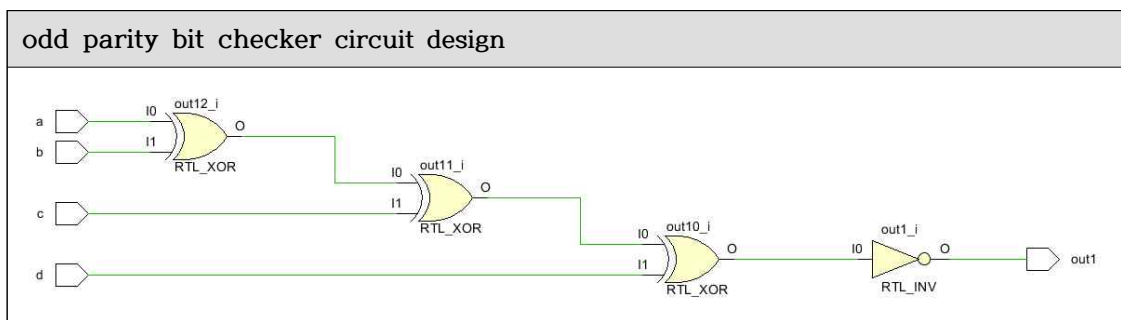 odd parity bit checker circuit design
out12_i
a
I0
O
b
I1
RTL_XOR
out11_i
I0
O
c
I1
RTL_XOR
out10_i
out1_i
I0
O
I0
O
out1
d
I1
RTL_XOR
RTL_INV